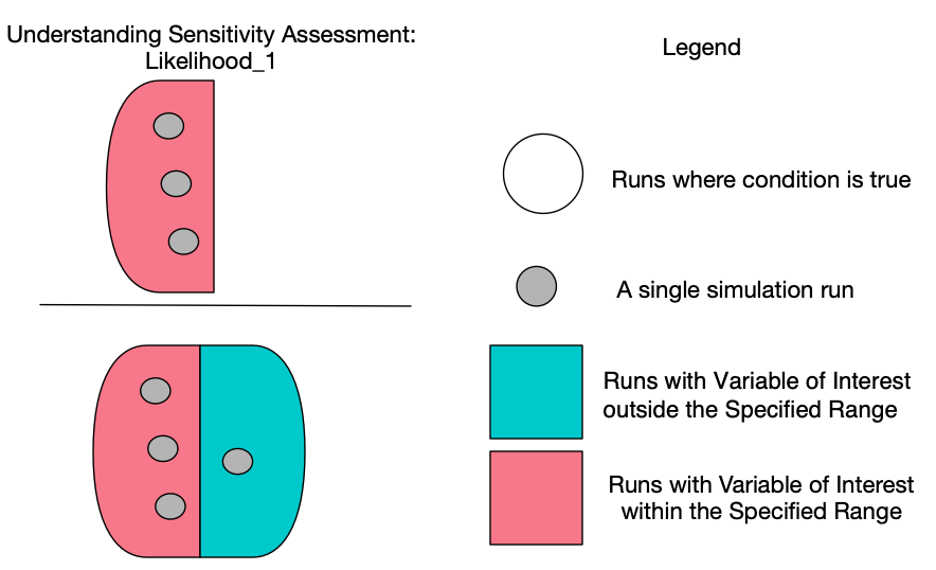 Understanding Sensitivity Assessment:
Likelihood_1
Legend
Runs where condition is true
A single simulation run
Runs with Variable of Interest
outside the Specified Range
Runs with Variable of Interest
within the Specified Range